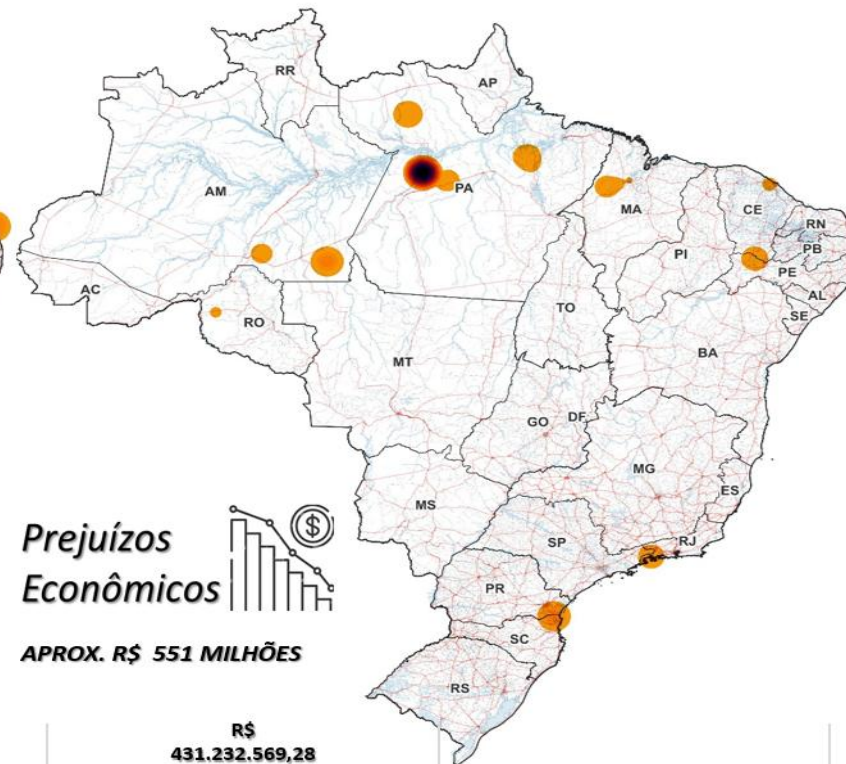 RR
AP
AM
PA
MA
CE
RN
PB
PI
PE
AC
AL
SE
TO
RO
BA
MT
GO
DF
MG
ES
MS
SP
RJ
PR
SC
RS
Prejuízos
Econômicos
$
APROX. R$ 551 MILHÕES
R$
431.232.569,28